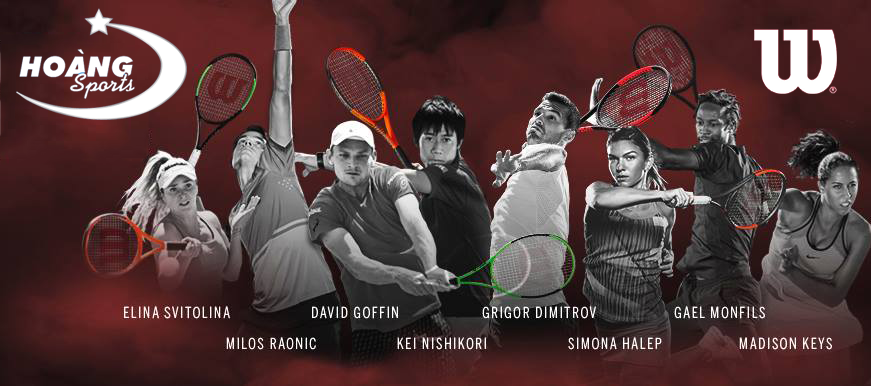 HOÀNG
Sports
W
ELINA SVITOLINA
DAVID GOFFIN
GRIGOR DIMITROV
GAEL MONFILS
MILOS RAONIC
KEI NISHIKORI
SIMONA HALEP
MADISON KEYS